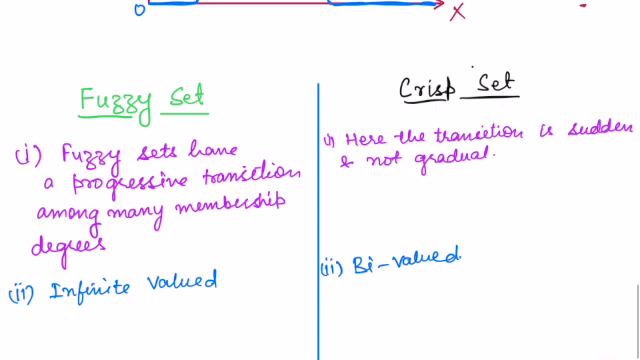 0 X
Fuzzy Set
(i) Fuzzy sets have
a progressive transition
among many membership
degrees
(ii) Infinite Valued
Crisp Set
i) Here the transition is sudden
& not gradual.
(ii) Bi-valued